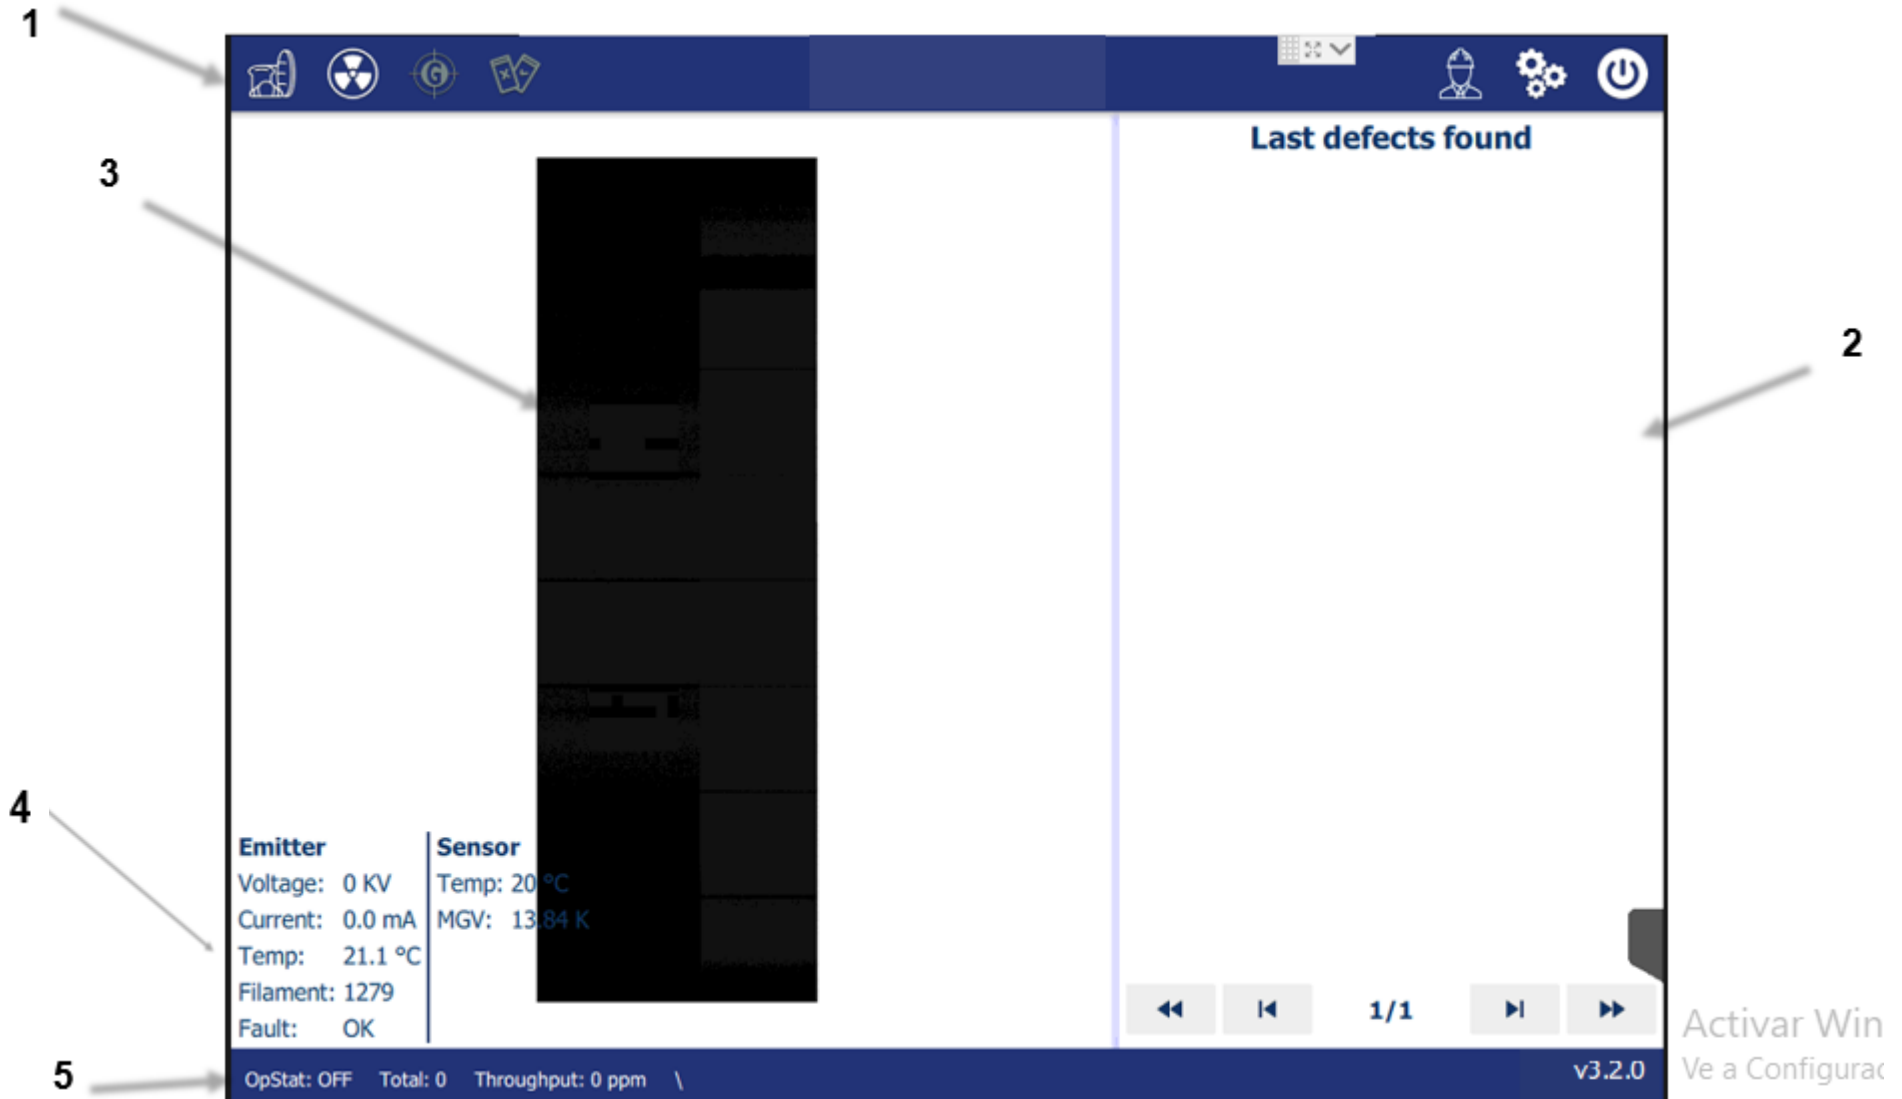 1
G
Last defects found
3
2
4
Emitter
Voltage: 0 KV
Current: 0.0 mA
Temp: 21.1 °C
Filament: 1279
Fault: OK
Sensor
Temp: 20 °C
MGV: 13.84 K
1/1
Activar Win
Ve a Configurac
5
OpStat: OFF Total: 0 Throughput: 0 ppm \
v3.2.0